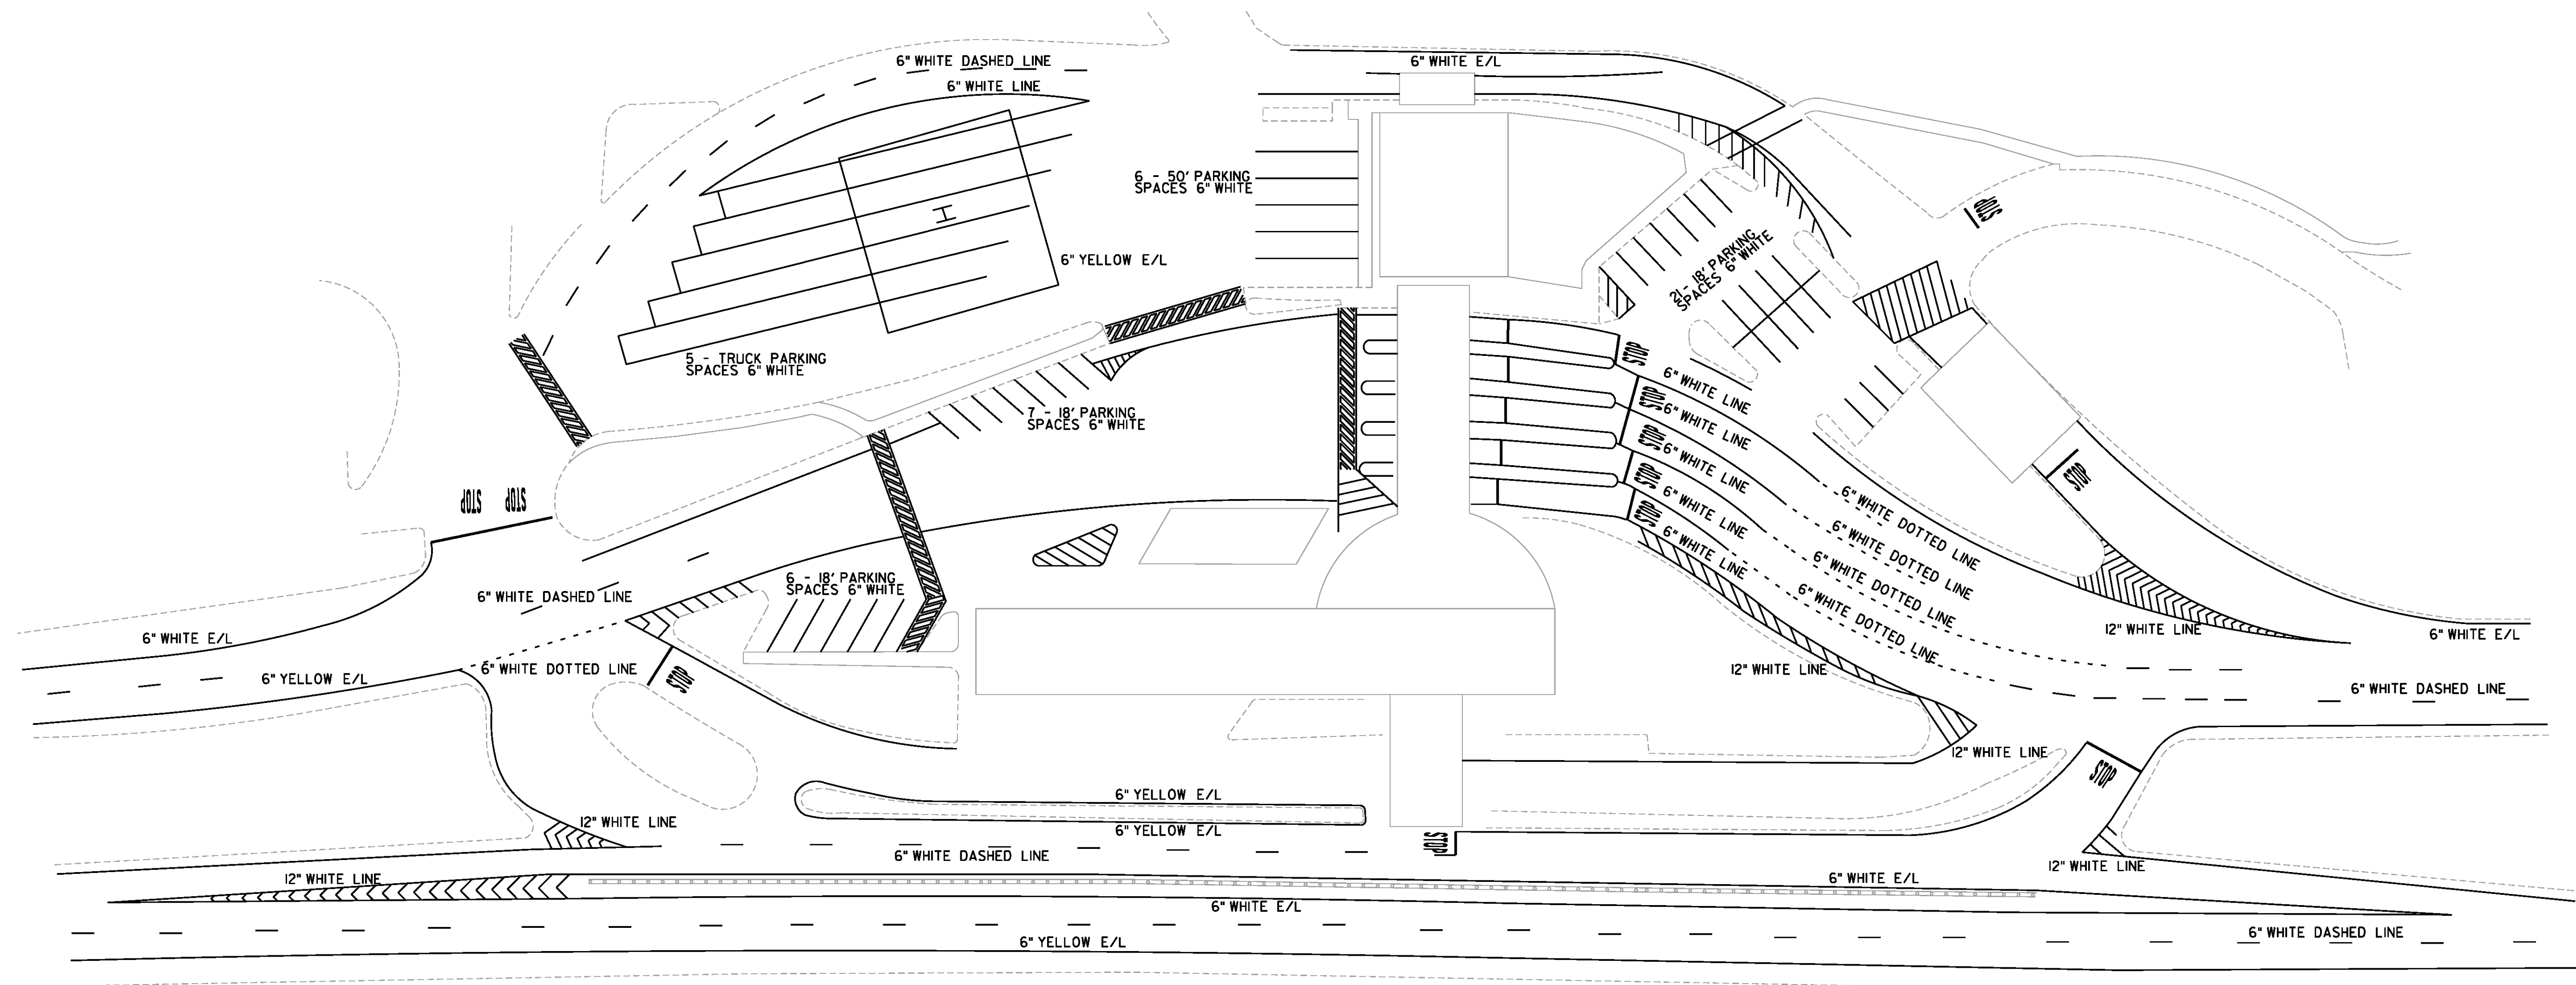 6" WHITE DASHED LINE
6" WHITE LINE
6" WHITE E/L
6 - 50' PARKING
SPACES 6" WHITE
6" YELLOW E/L
21 - 18' PARKING
SPACES 6" WHITE
STOP
5 - TRUCK PARKING
SPACES 6" WHITE
7 - 18' PARKING
SPACES 6" WHITE
STOP
STOP
STOP
STOP
STOP
6" WHITE LINE
6" WHITE LINE
6" WHITE LINE
6" WHITE LINE
6" WHITE LINE
STOP
6" WHITE DOTTED LINE
6" WHITE DOTTED LINE
6" WHITE DOTTED LINE
6" WHITE DOTTED LINE
STOP STOP
6 - 18' PARKING
SPACES 6" WHITE
6" WHITE DASHED LINE
6" WHITE E/L
6" WHITE DOTTED LINE
STOP
6" YELLOW E/L
12" WHITE LINE
6" WHITE E/L
12" WHITE LINE
6" WHITE DASHED LINE
12" WHITE LINE
STOP
6" YELLOW E/L
6" YELLOW E/L
12" WHITE LINE
STOP
6" WHITE DASHED LINE
12" WHITE LINE
12" WHITE LINE
6" WHITE E/L
6" WHITE E/L
6" WHITE DASHED LINE
6" YELLOW E/L